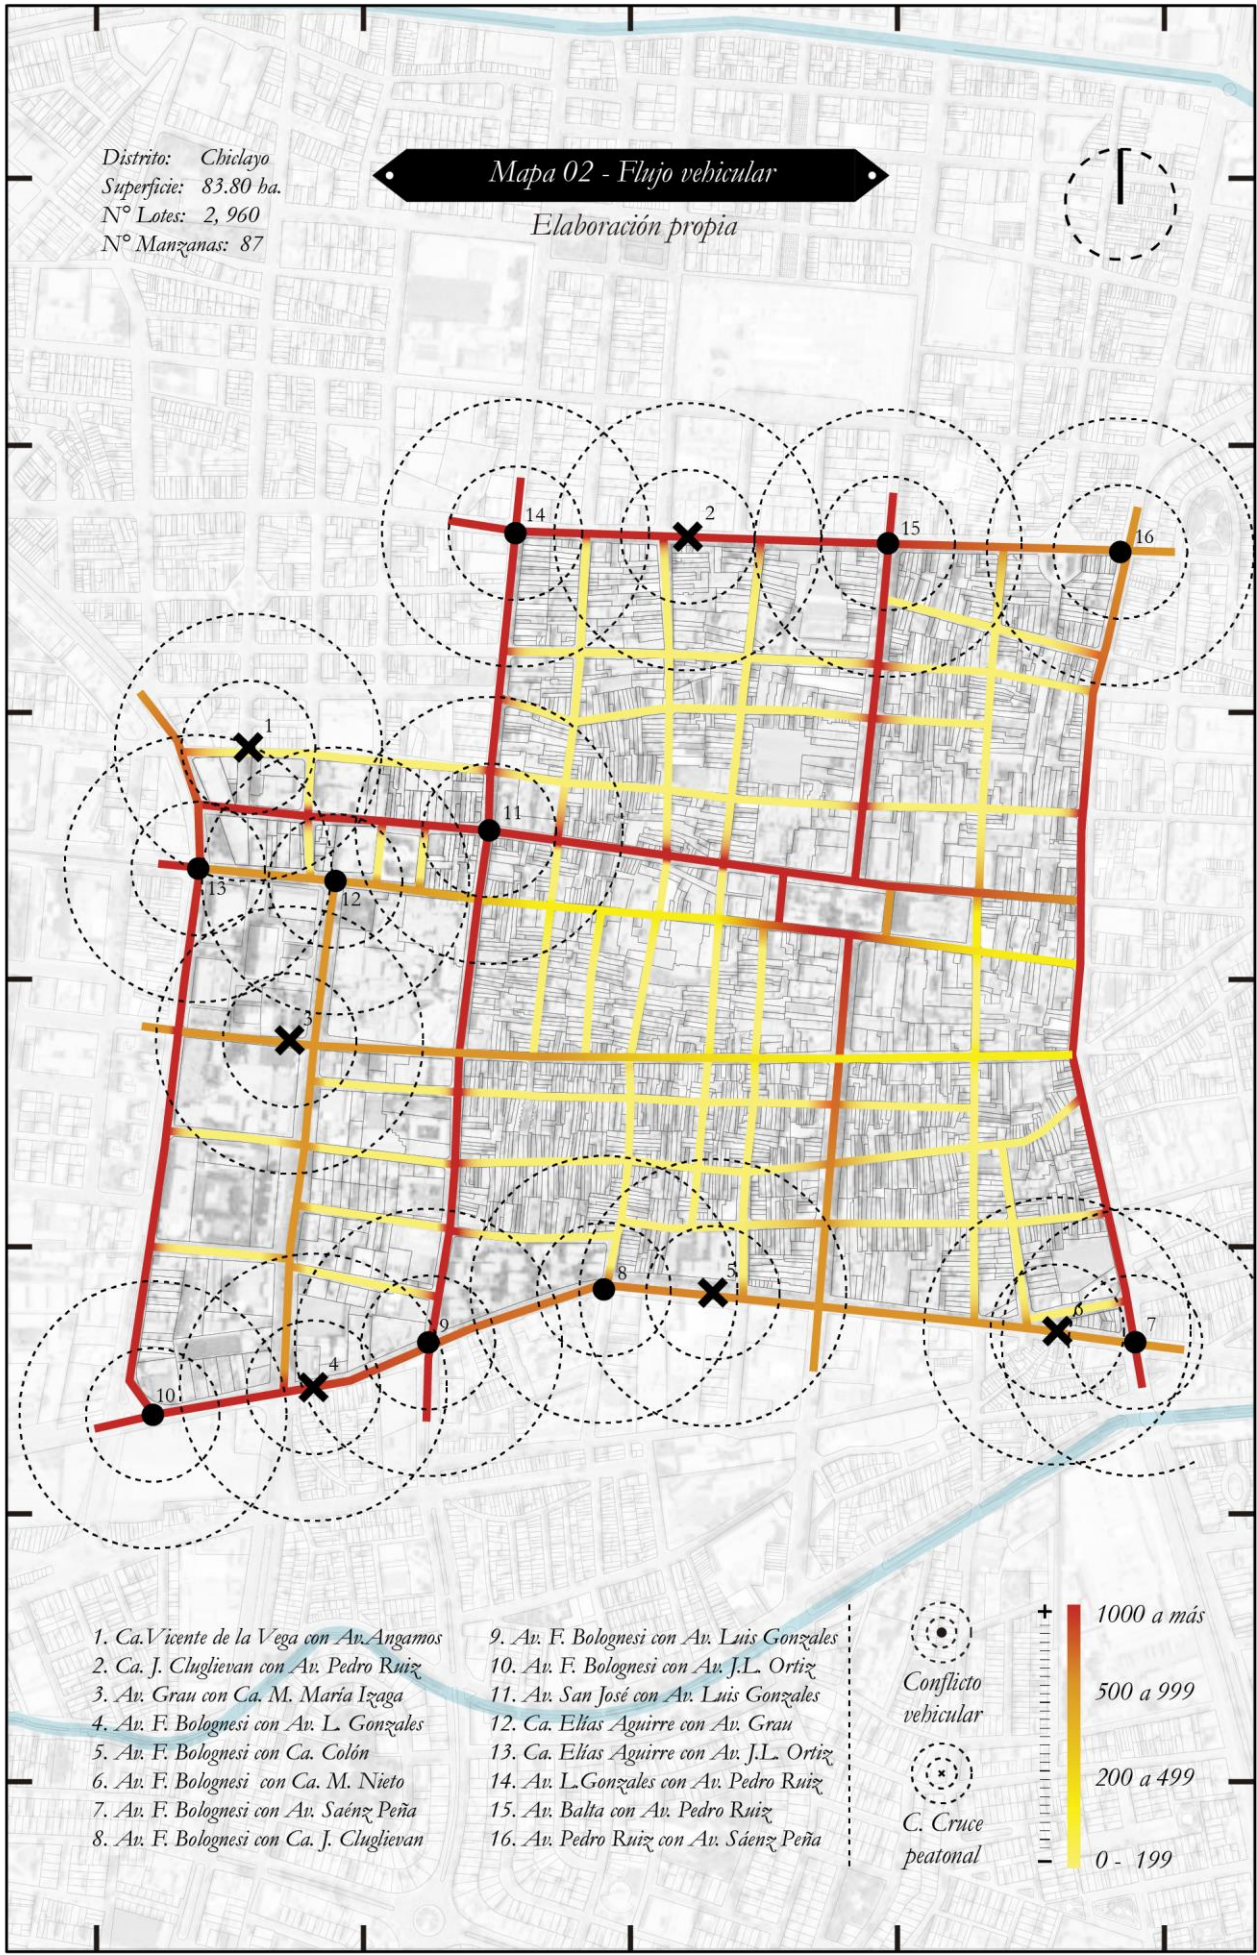 Distrito: Chiclayo
Superficie: 83.80 ha.
N° Lotes: 2, 960
N° Manzanas: 87
Mapa 02 - Flujo vehicular
Elaboración propia
14
2
15
16
1
11
13
12
3
8
5
6
7
9
4
10
1. Ca.Vicente de la Vega con Av.Angamos
2. Ca. J. Cluglievan con Av. Pedro Ruiz
3. Av. Grau con Ca. M. María Izaga
4. Av. F. Bolognesi con Av. L. Gonzales
5. Av. F. Bolognesi con Ca. Colón
6. Av. F. Bolognesi con Ca. M. Nieto
7. Av. F. Bolognesi con Av. Saénz Peña
8. Av. F. Bolognesi con Ca. J. Cluglievan
9. Av. F. Bolognesi con Av. Luis Gonzales
10. Av. F. Bolognesi con Av. J.L. Ortiz
11. Av. San José con Av. Luis Gonzales
12. Ca. Elías Aguirre con Av. Grau
13. Ca. Elías Aguirre con Av. J.L. Ortiz
14. Av. L.Gonzales con Av. Pedro Ruiz
15. Av. Balta con Av. Pedro Ruiz
16. Av. Pedro Ruiz con Av. Sáenz Peña
Conflicto
vehicular
C. Cruce
peatonal
+
1000 a más
500 a 999
200 a 499
-
0 - 199